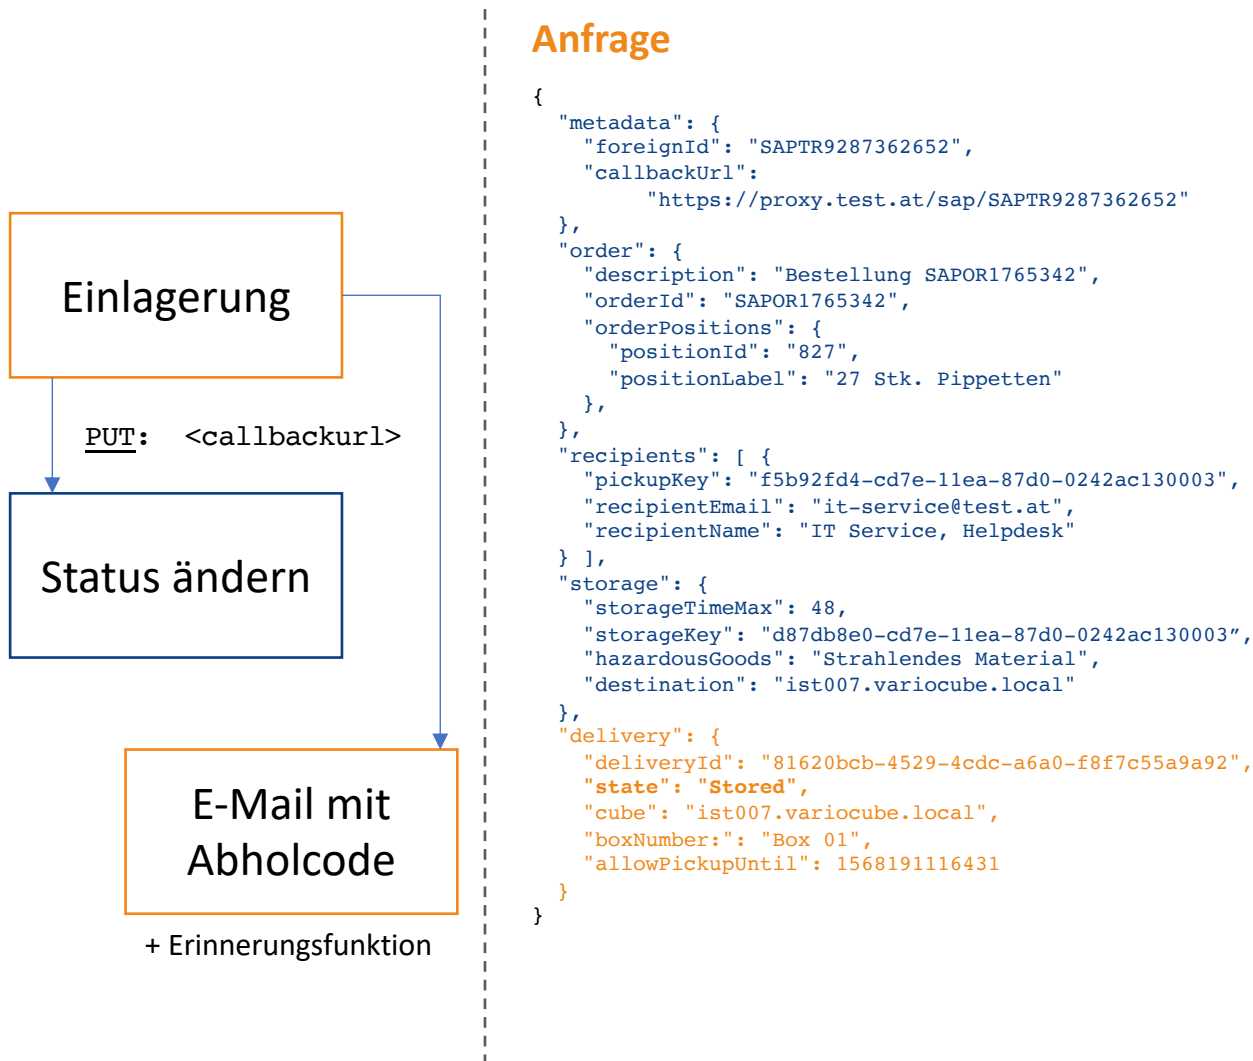 Einlagerung
PUT: <callbackurl>
Status ändern
E-Mail mit
Abholcode
+ Erinnerungsfunktion
Anfrage
{
"metadata": {
"foreignId": "SAPTR9287362652",
"callbackUrl":
"https://proxy.test.at/sap/SAPTR9287362652"
},
"order": {
"description": "Bestellung SAPOR1765342",
"orderId": "SAPOR1765342",
"orderPositions": {
"positionId": "827",
"positionLabel": "27 Stk. Pippetten"
},
},
"recipients": [ {
"pickupKey": "f5b92fd4-cd7e-11ea-87d0-0242ac130003",
"recipientEmail": "it-service@test.at",
"recipientName": "IT Service, Helpdesk"
} ],
"storage": {
"storageTimeMax": 48,
"storageKey": "d87db8e0-cd7e-11ea-87d0-0242ac130003”,
"hazardousGoods": "Strahlendes Material",
"destination": "ist007.variocube.local"
},
"delivery": {
"deliveryId": "81620bcb-4529-4cdc-a6a0-f8f7c55a9a92",
"state": "Stored",
"cube": "ist007.variocube.local",
"boxNumber:": "Box 01",
"allowPickupUntil": 1568191116431
}
}